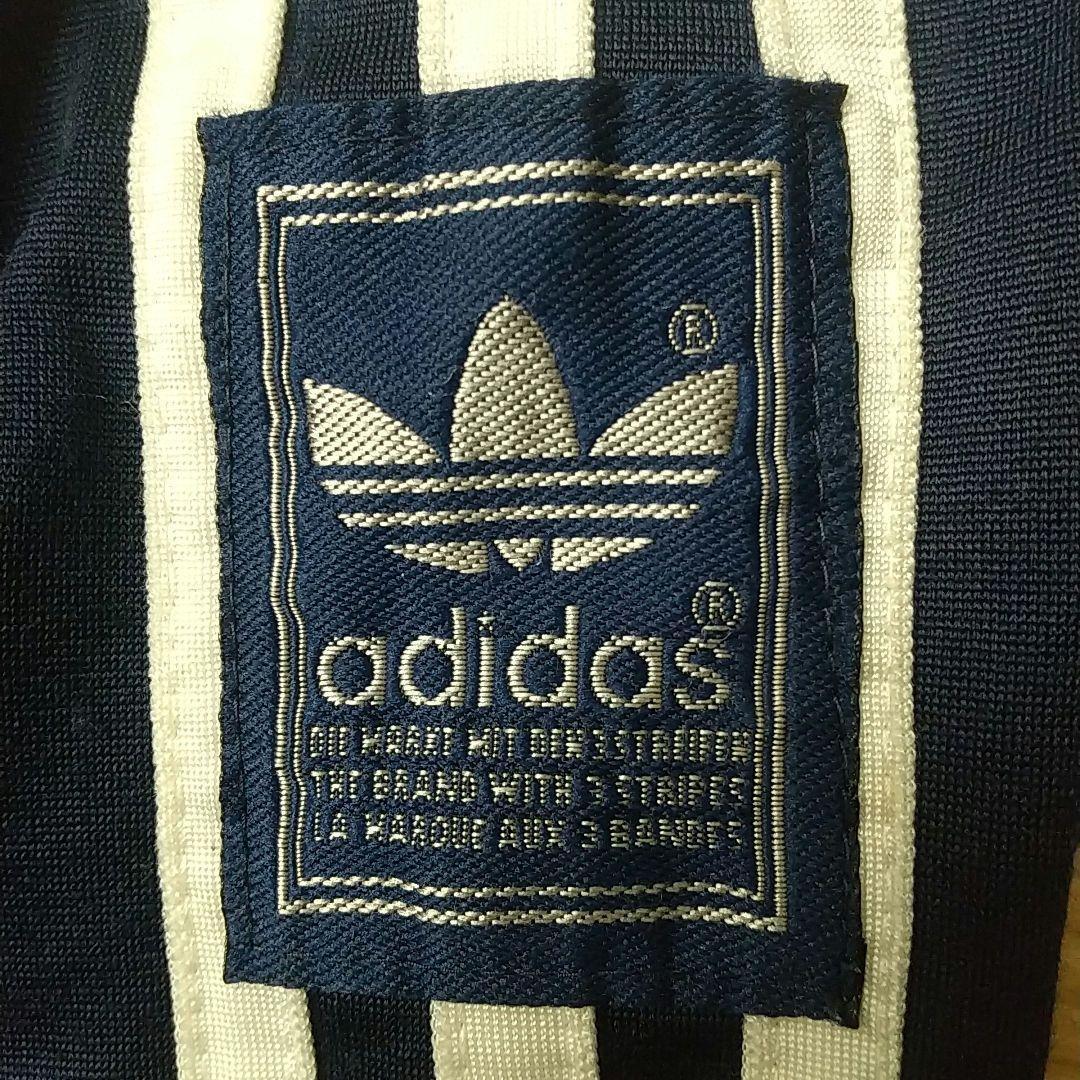 ®
adidas®
DIE MARKE MIT DEN 3 STREIFEN
THE BRAND WITH 3 STRIPES
LA MARQUE AUX 3 BANDES